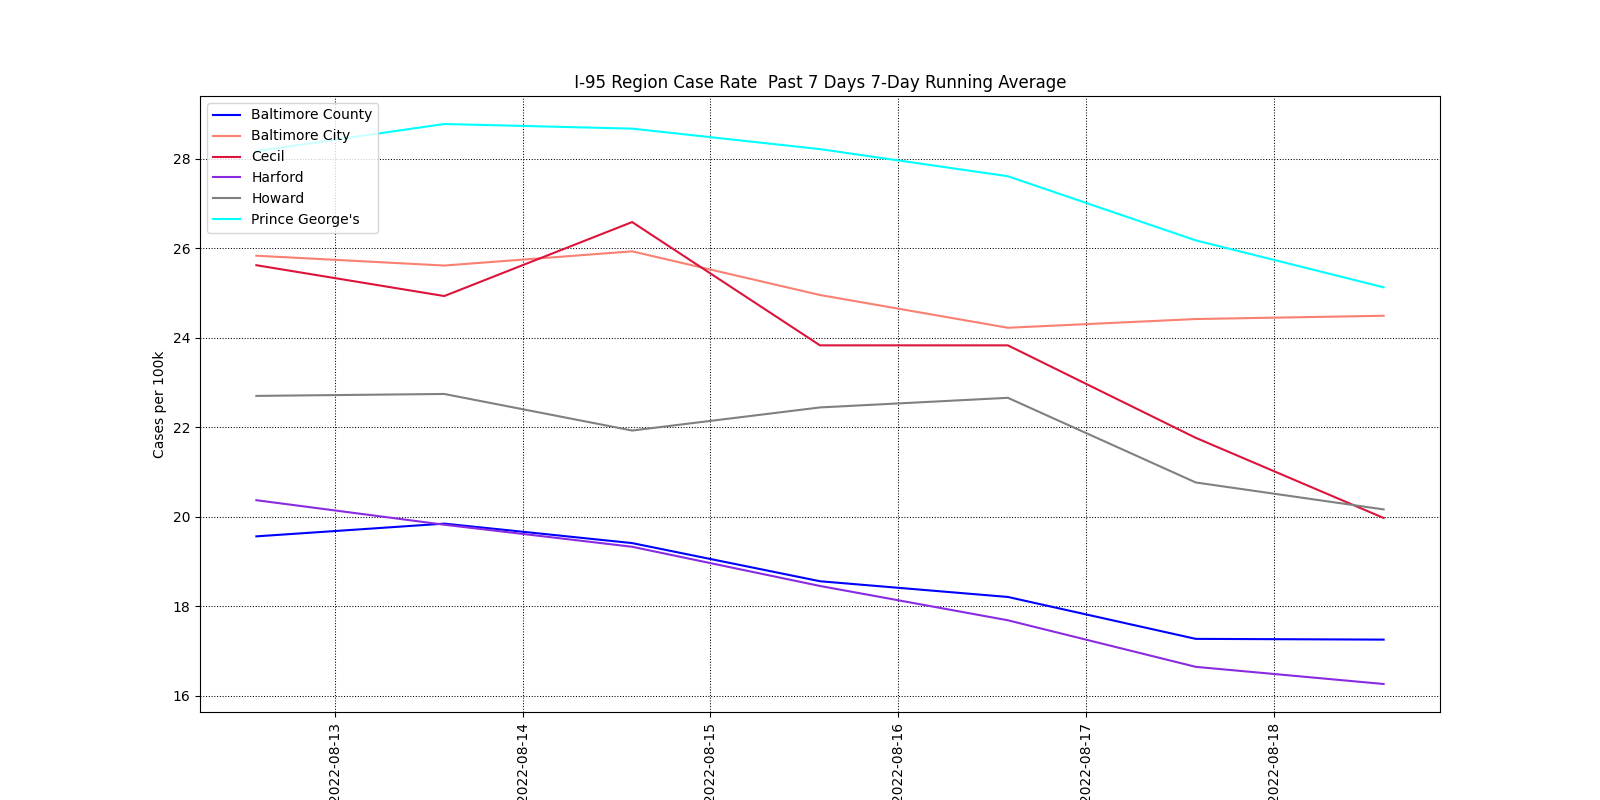 I-95 Region Case Rate  Past 7 Days 7-Day Running Average
Baltimore County
Baltimore City
Cecil
Harford
Howard
Prince George's
Cases per 100k
28
26
24
22
20
18
16
2022-08-13
2022-08-14
2022-08-15
2022-08-16
2022-08-17
2022-08-18